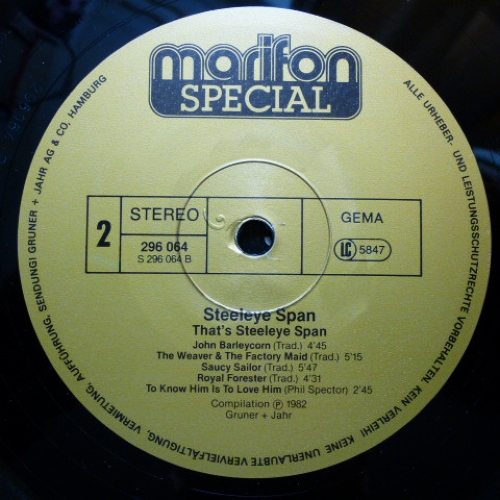 marifon
SPECIAL
ALLE URHEBER- UND LEISTUNGSSCHUTZRECHTE VORBEHALTEN. KEIN VERLEIH! KEINE UNERLAUBTE VERVIELFÄLTIGUNG, VERMIETUNG, AUFFÜHRUNG, SENDUNG! GRUNER + JAHR AG & CO, HAMBURG
2
STEREO
296 064
S 296 064 B
GEMA
LC 5847
Steeleye Span
That's Steeleye Span
John Barleycorn (Trad.) 4'45
The Weaver & The Factory Maid (Trad.) 5'15
Saucy Sailor (Trad.) 5'47
Royal Forester (Trad.) 4'31
To Know Him Is To Love Him (Phil Spector) 2'45
Compilation ℗ 1982
Gruner + Jahr